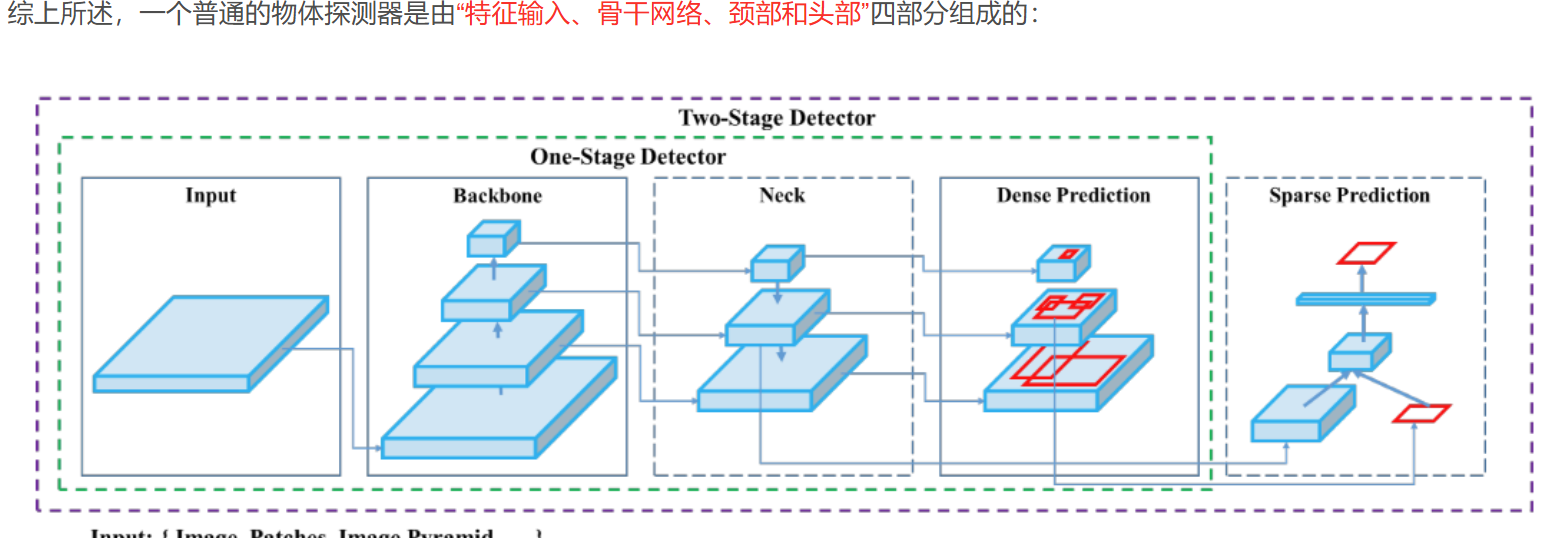 综上所述，一个普通的物体探测器是由“特征输入、骨干网络、颈部和头部”四部分组成的：
Two-Stage Detector
One-Stage Detector
Input
Backbone
Neck
Dense Prediction
Sparse Prediction
Input: { Image, Patches, Image Pyramid, ... }